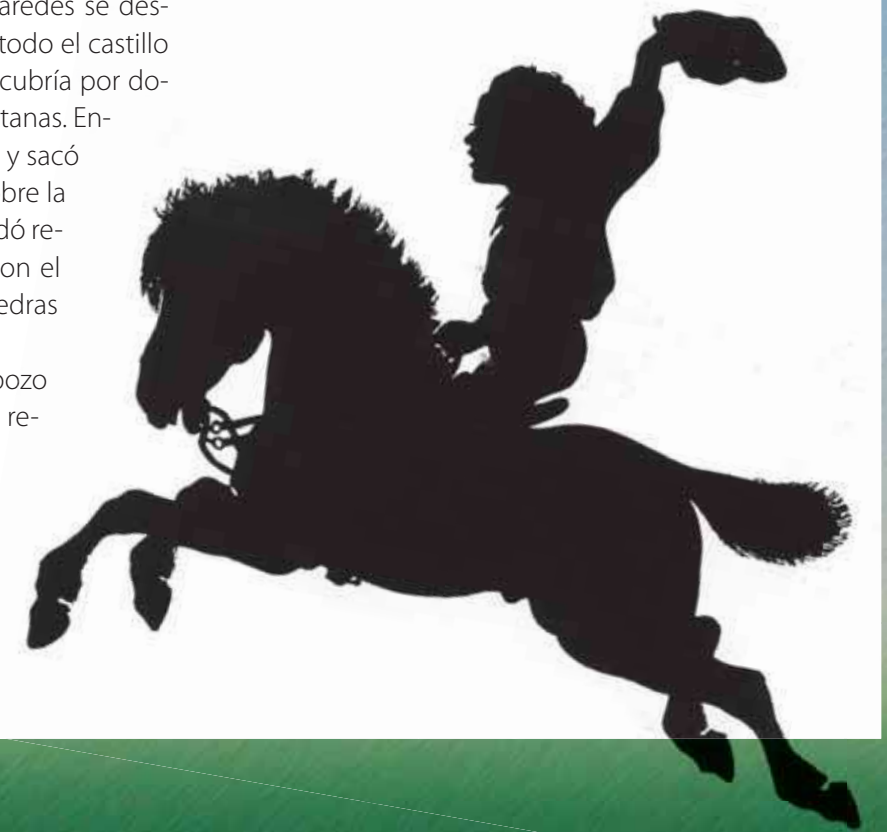 aredes se des-
todo el castillo
cubría por do-
tanas. En-
y sacó
bre la
dó re-
on el
edras
pozo
re-